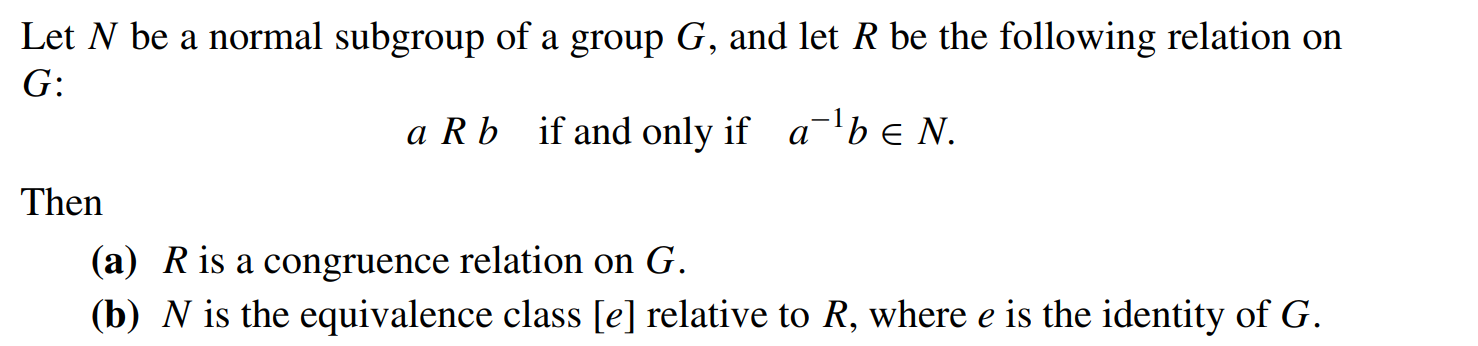 Let N be a normal subgroup of a group G, and let R be the following relation on
G:
a R b if and only if a⁻¹b ∈ N.
Then
(a) R is a congruence relation on G.
(b) N is the equivalence class [e] relative to R, where e is the identity of G.